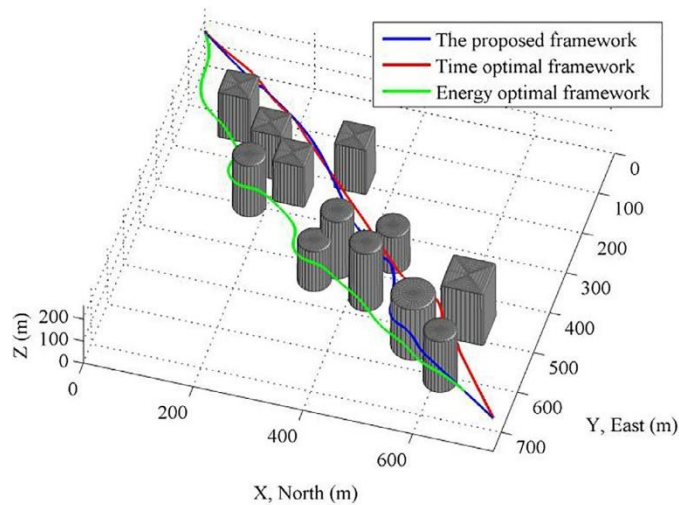 The proposed framework
Time optimal framework
Energy optimal framework
0
100
200
300
400
500
600
700
Y, East (m)
200
100
0
Z (m)
0
200
400
600
X, North (m)